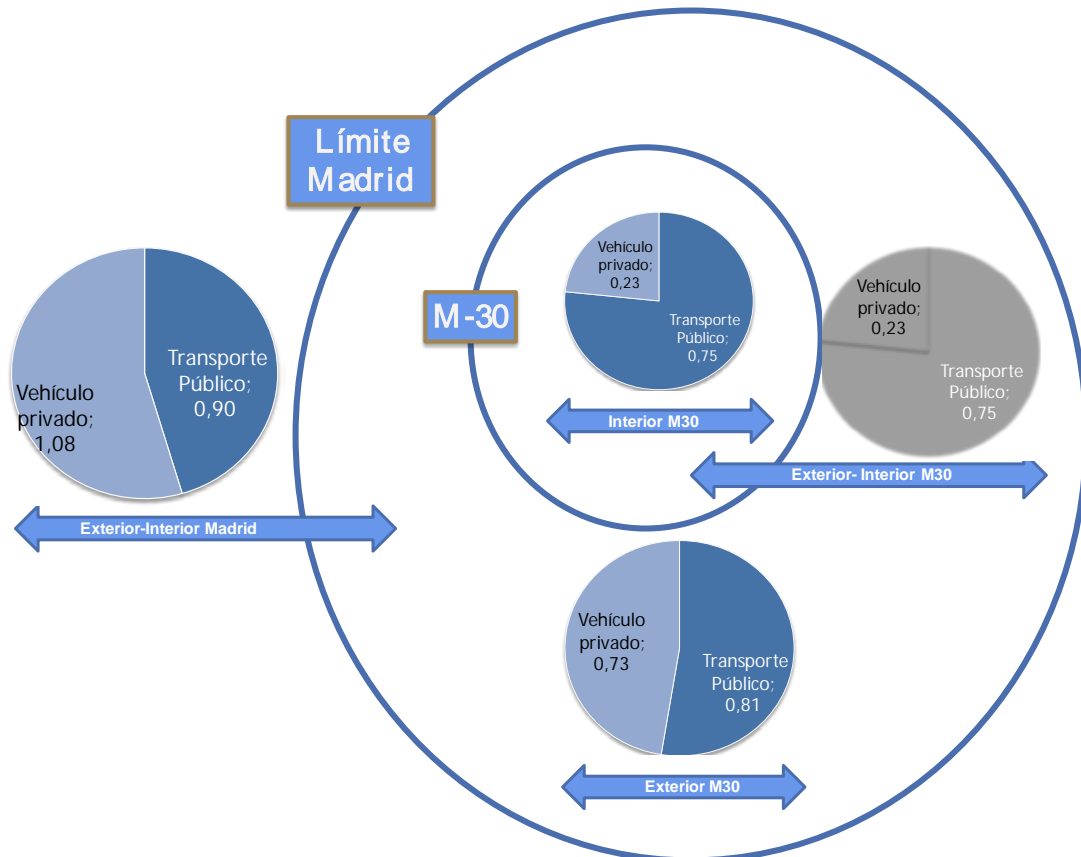 Límite
Madrid
M-30
Vehículo
privado;
0,23
Transporte
Público;
0,75
Interior M30
Vehículo
privado;
0,23
Transporte
Público;
0,75
Exterior- Interior M30
Transporte
Público;
0,90
Vehículo
privado;
1,08
Exterior-Interior Madrid
Vehículo
privado;
0,73
Transporte
Público;
0,81
Exterior M30